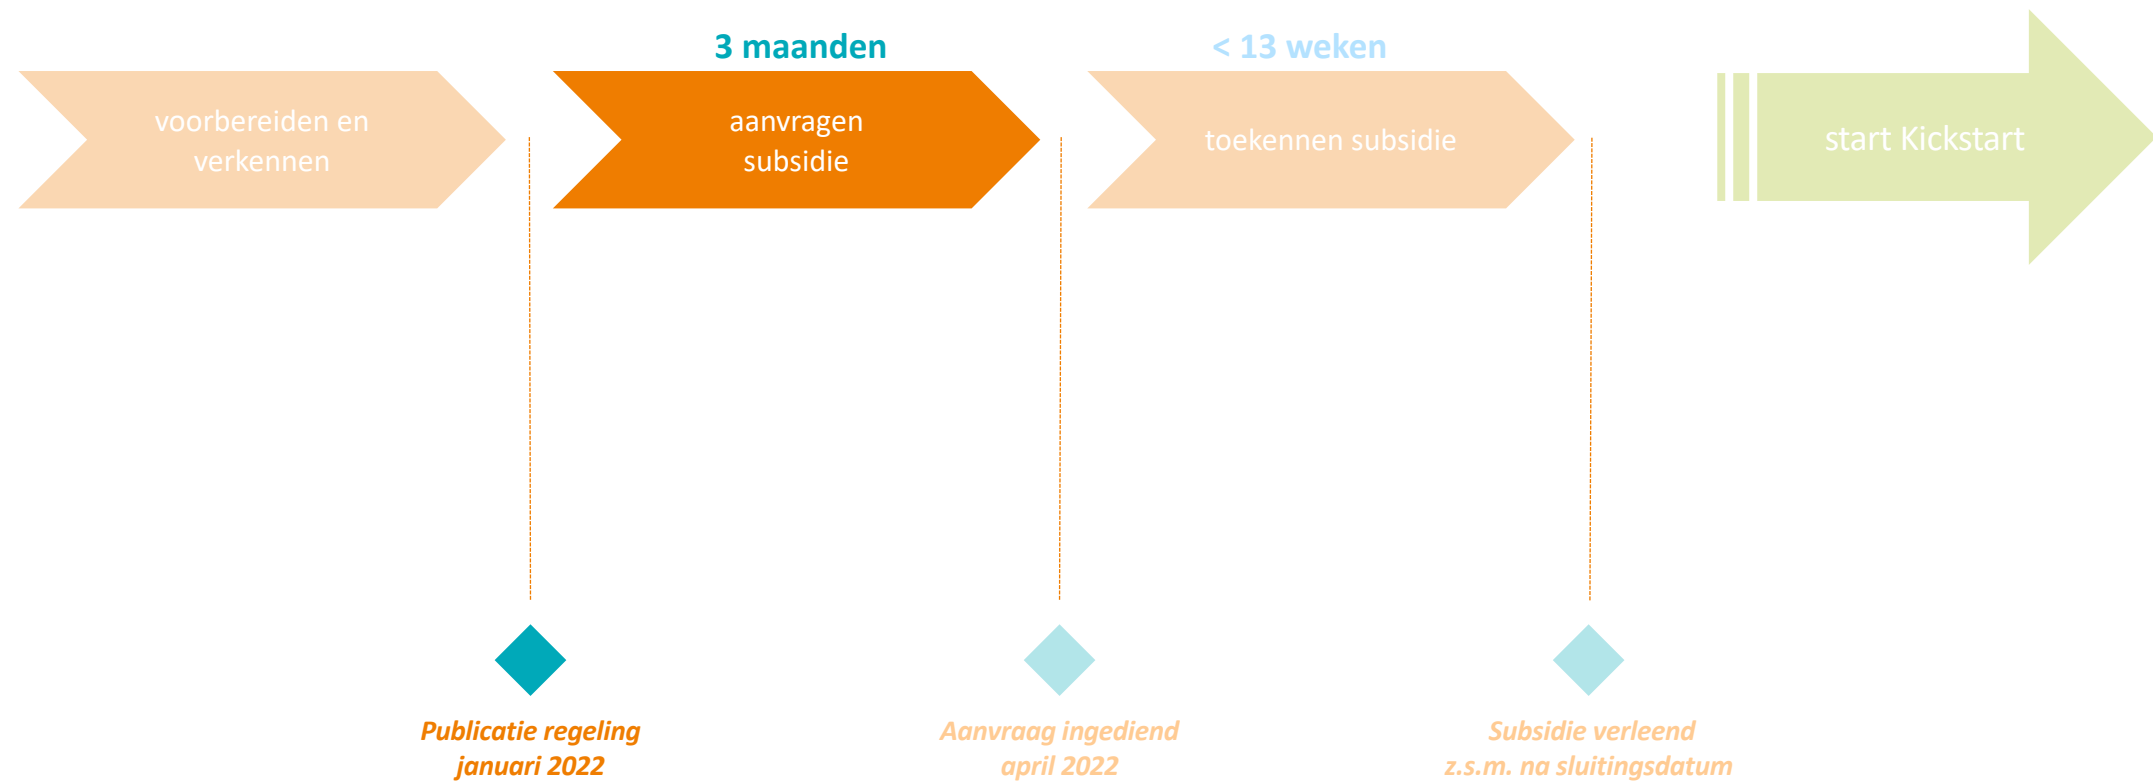 3 maanden
< 13 weken
voorbereiden en
verkennen
aanvragen
subsidie
toekennen subsidie
start Kickstart
Publicatie regeling
januari 2022
Aanvraag ingediend
april 2022
Subsidie verleend
z.s.m. na sluitingsdatum